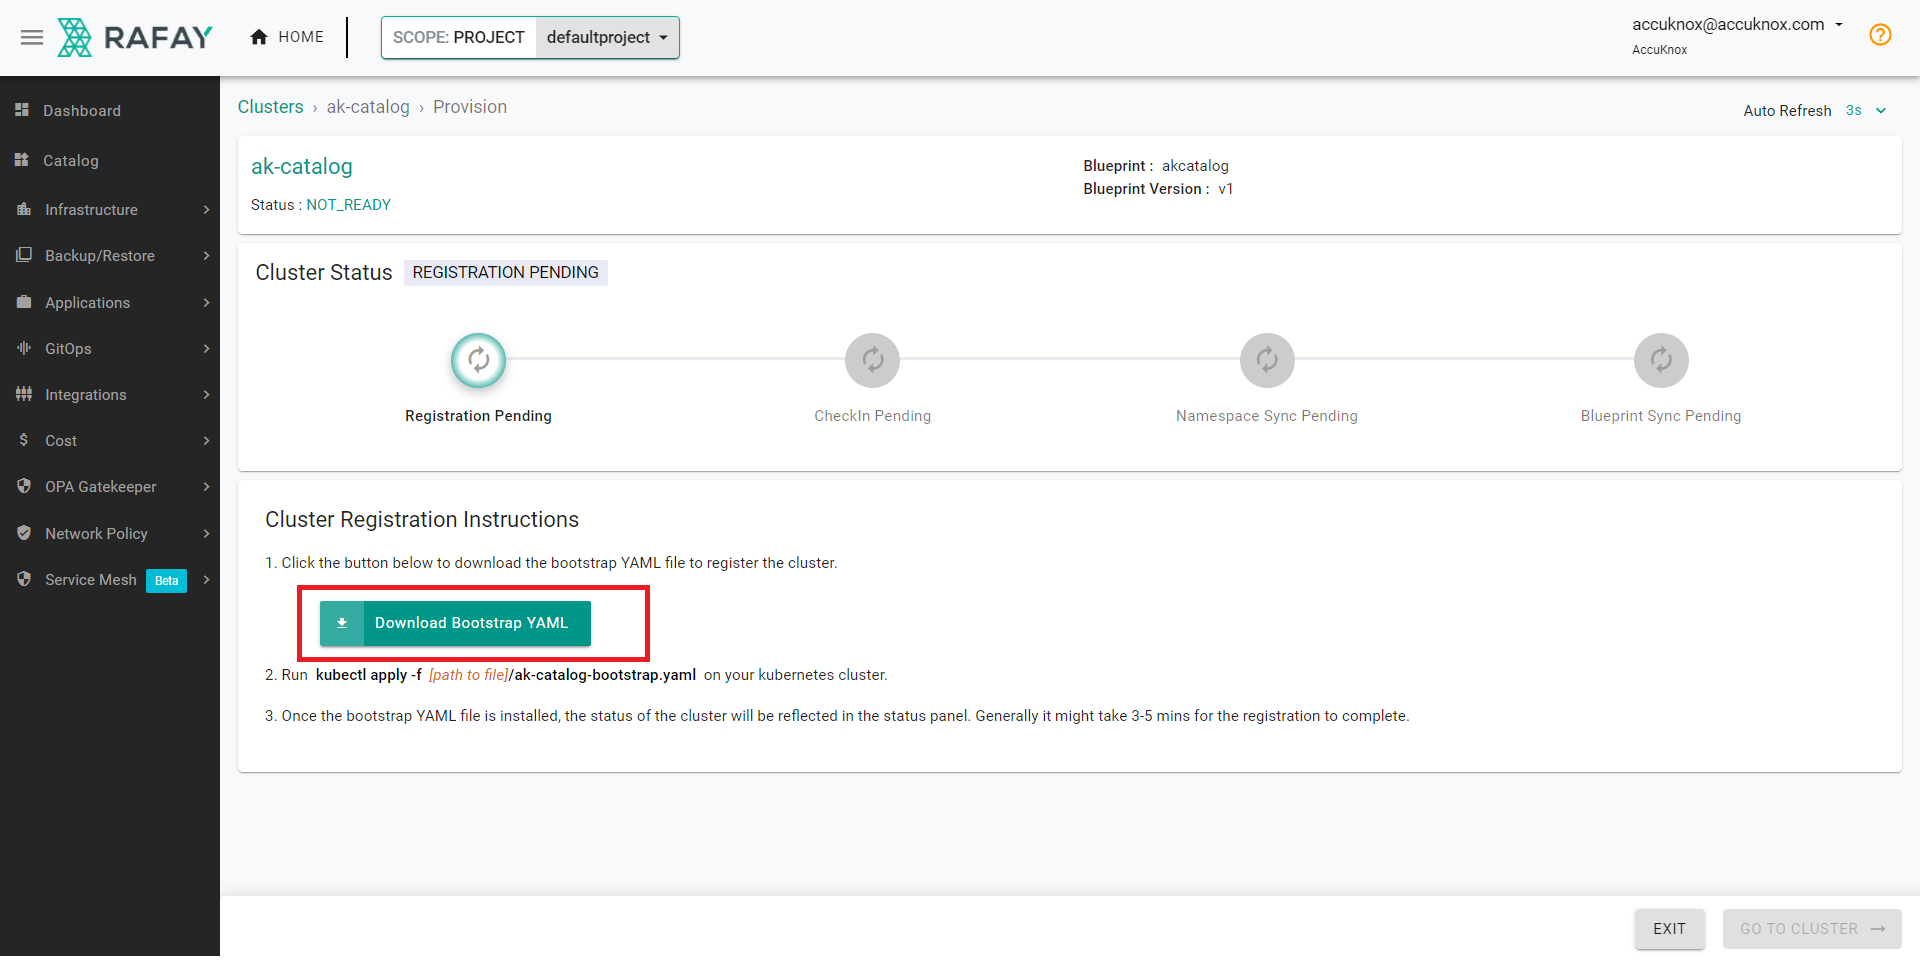 RAFAY
HOME
SCOPE: PROJECT defaultproject
accuknox@accuknox.com
AccuKnox
Dashboard
Catalog
Infrastructure
Backup/Restore
Applications
GitOps
Integrations
Cost
OPA Gatekeeper
Network Policy
Service Mesh Beta
Clusters › ak-catalog › Provision
Auto Refresh 3s
ak-catalog
Status : NOT_READY
Blueprint : akcatalog
Blueprint Version : v1
Cluster Status REGISTRATION PENDING
Registration Pending
CheckIn Pending
Namespace Sync Pending
Blueprint Sync Pending
Cluster Registration Instructions
1. Click the button below to download the bootstrap YAML file to register the cluster.
Download Bootstrap YAML
2. Run kubectl apply -f [path to file]/ak-catalog-bootstrap.yaml on your kubernetes cluster.
3. Once the bootstrap YAML file is installed, the status of the cluster will be reflected in the status panel. Generally it might take 3-5 mins for the registration to complete.
EXIT
GO TO CLUSTER →